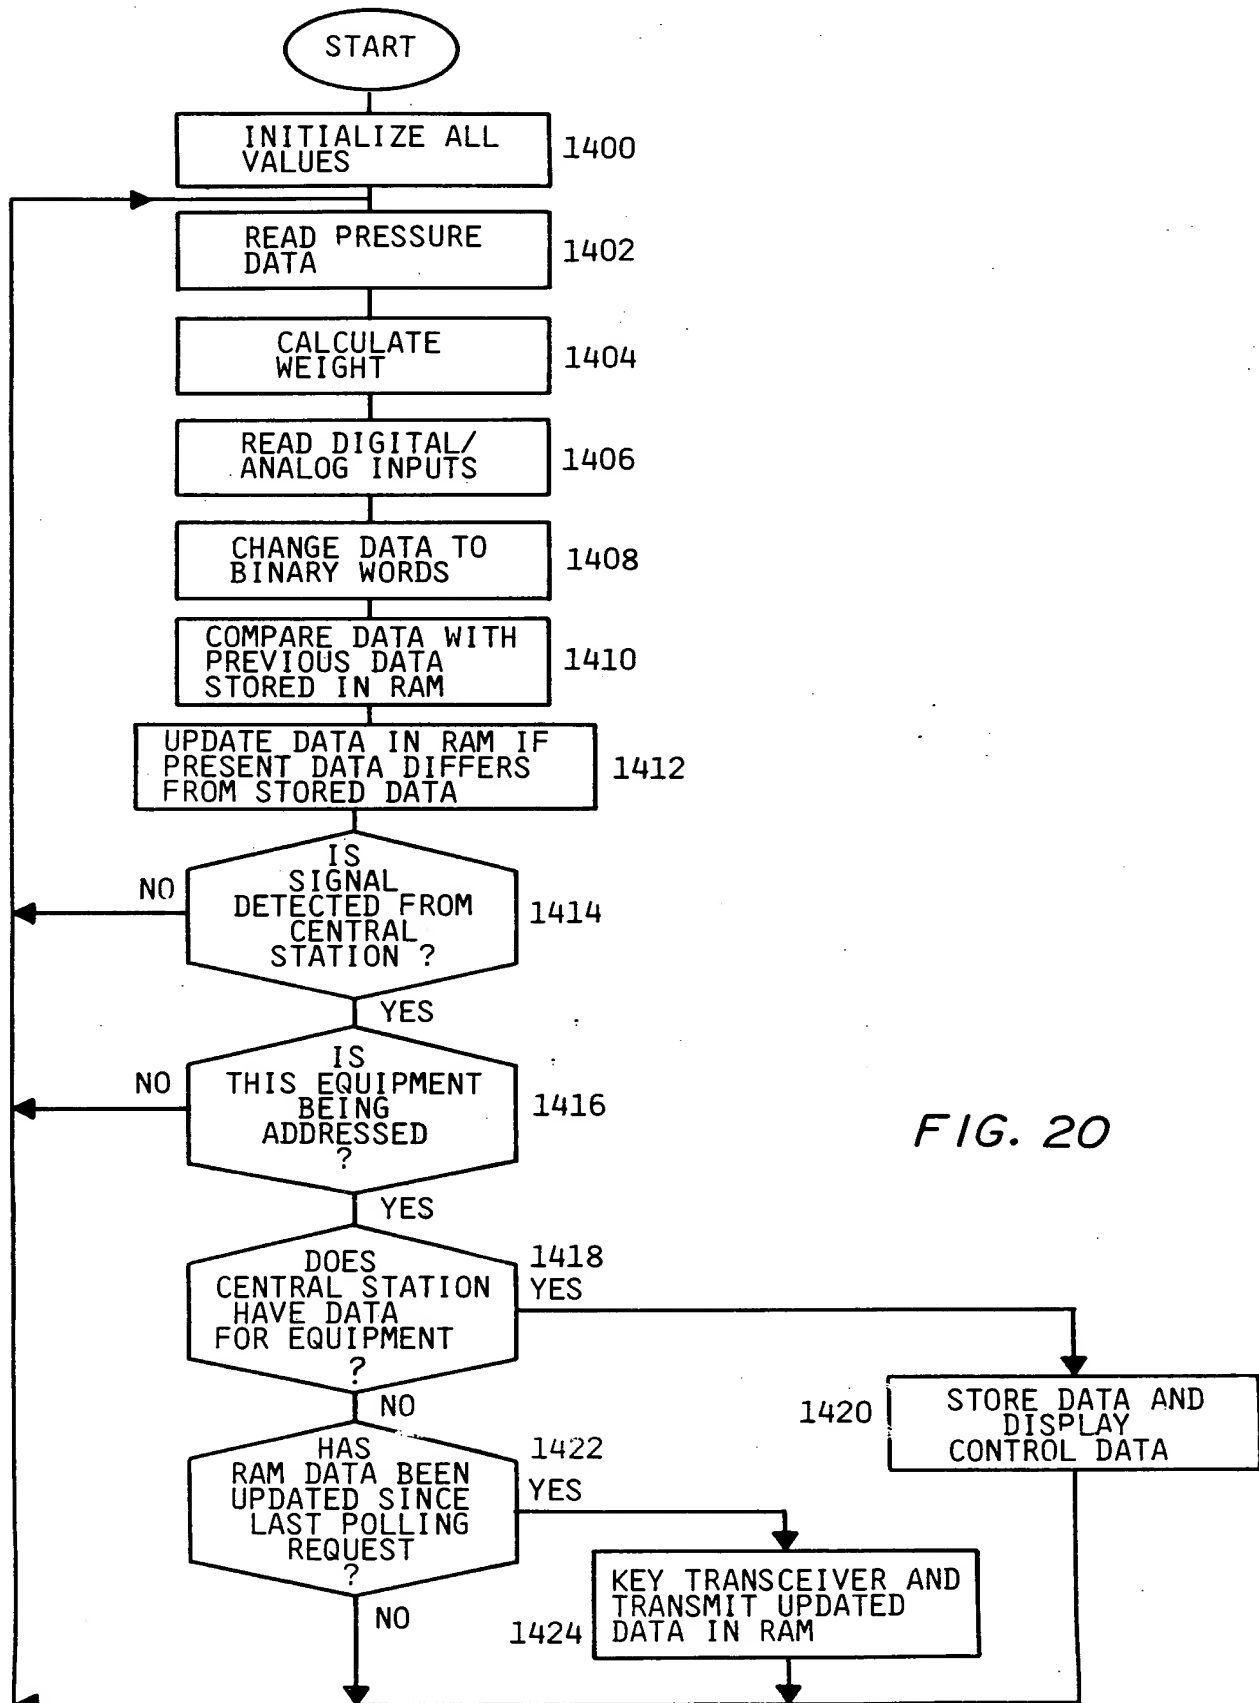 START
INITIALIZE ALL
VALUES
1400
READ PRESSURE
DATA
1402
CALCULATE
WEIGHT
1404
READ DIGITAL/
ANALOG INPUTS
1406
CHANGE DATA TO
BINARY WORDS
1408
COMPARE DATA WITH
PREVIOUS DATA
STORED IN RAM
1410
UPDATE DATA IN RAM IF
PRESENT DATA DIFFERS
FROM STORED DATA
1412
IS
SIGNAL
DETECTED FROM
CENTRAL
STATION ?
1414
NO
YES
IS
THIS EQUIPMENT
BEING
ADDRESSED
?
1416
NO
YES
FIG. 20
DOES
CENTRAL STATION
HAVE DATA
FOR EQUIPMENT
?
1418
YES
NO
1420
STORE DATA AND
DISPLAY
CONTROL DATA
HAS
RAM DATA BEEN
UPDATED SINCE
LAST POLLING
REQUEST
?
1422
YES
NO
KEY TRANSCEIVER AND
TRANSMIT UPDATED
DATA IN RAM
1424